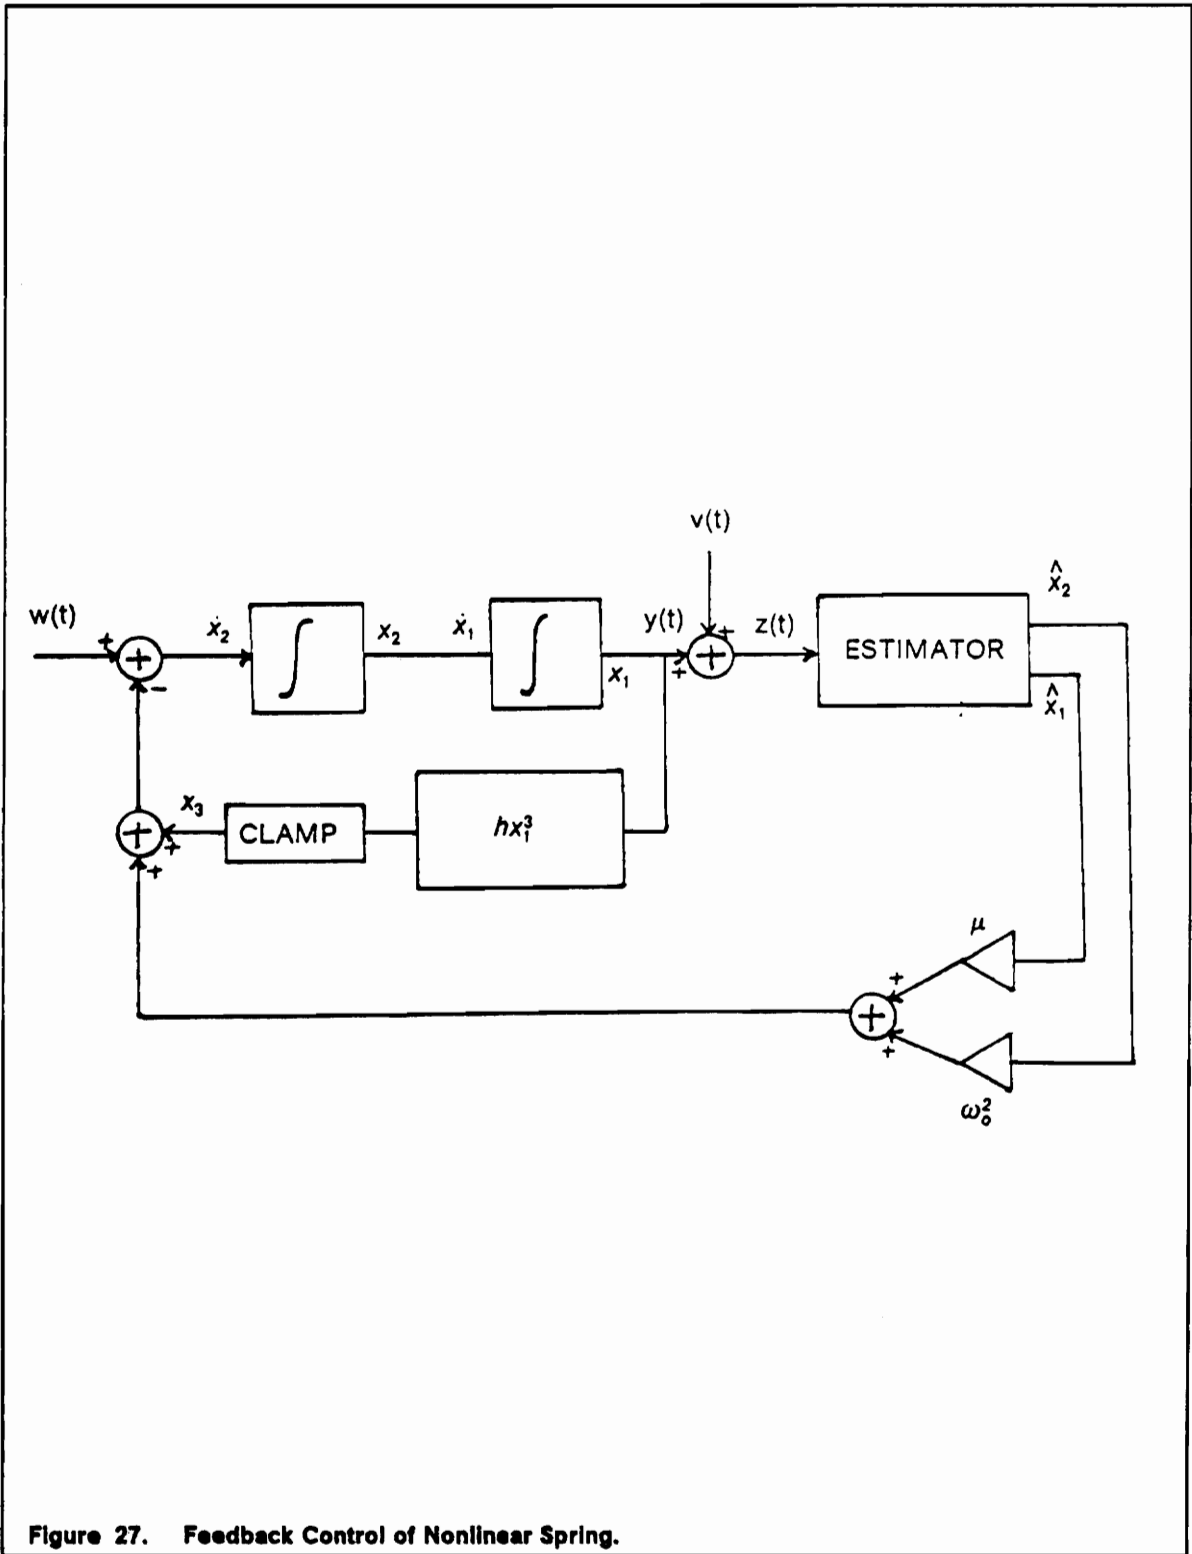 v(t)
w(t)
+
ẋ₂
∫
x₂
ẋ₁
∫
y(t)
x₁
+
+
+
z(t)
ESTIMATOR
x̂₂
x̂₁
+
−
x₃
+
+
+
CLAMP
hx₁³
μ
+
+
+
ω₀²
Figure 27. Feedback Control of Nonlinear Spring.